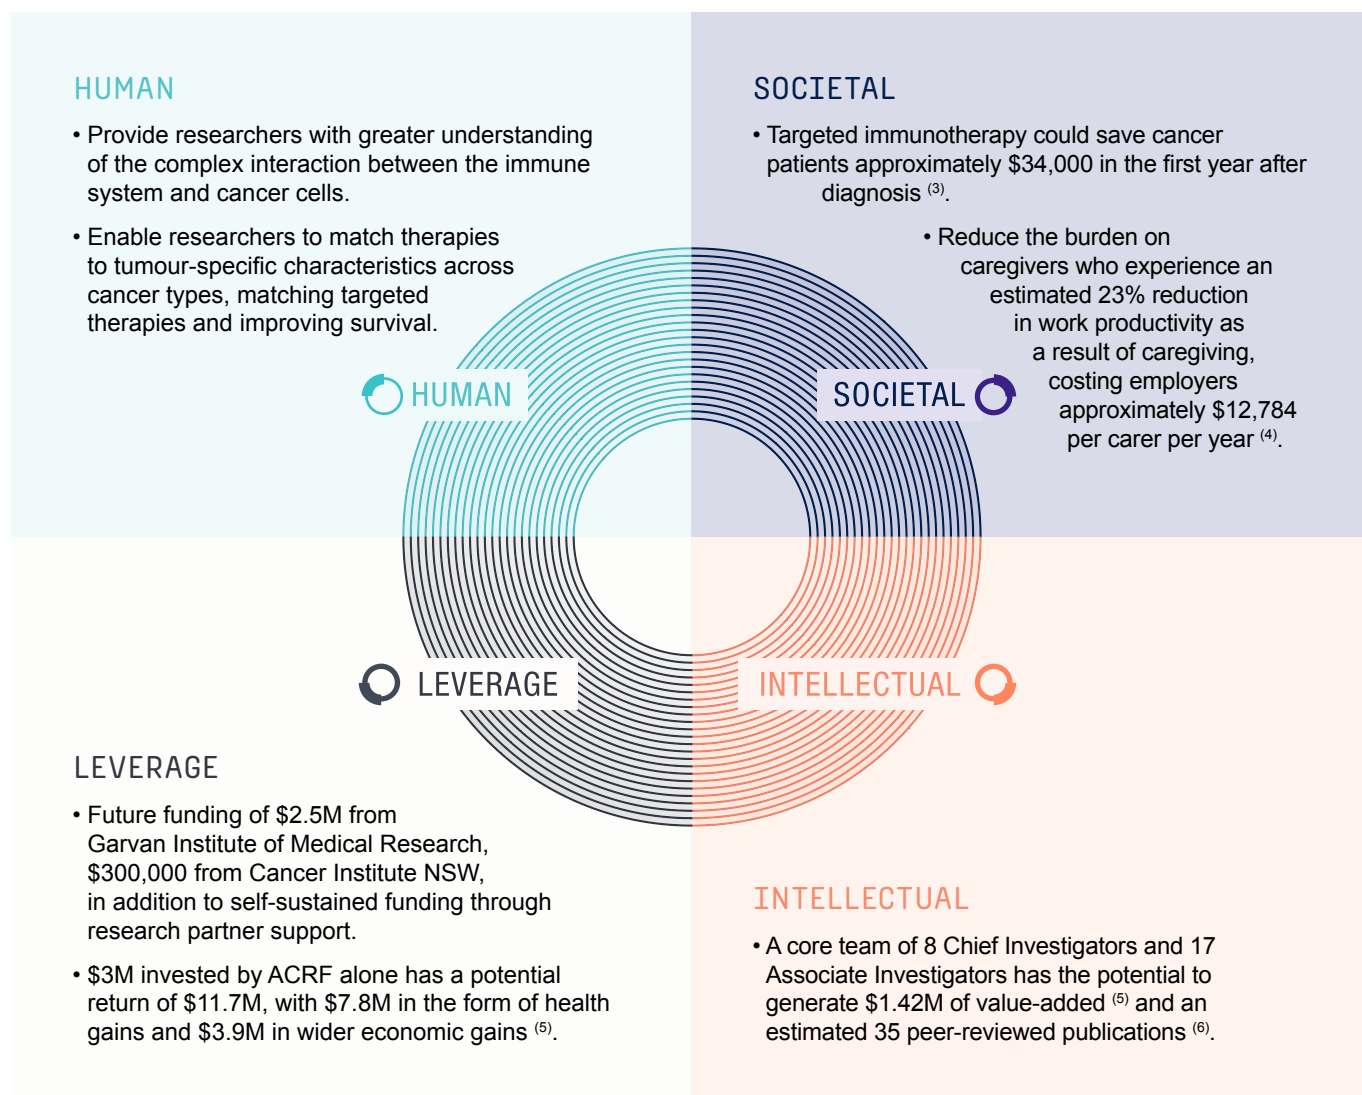 HUMAN
• Provide researchers with greater understanding
of the complex interaction between the immune
system and cancer cells.
• Enable researchers to match therapies
to tumour-specific characteristics across
cancer types, matching targeted
therapies and improving survival.
SOCIETAL
• Targeted immunotherapy could save cancer
patients approximately $34,000 in the first year after
diagnosis (3).
• Reduce the burden on
caregivers who experience an
estimated 23% reduction
in work productivity as
a result of caregiving,
costing employers
approximately $12,784
per carer per year (4).
HUMAN
SOCIETAL
LEVERAGE
INTELLECTUAL
LEVERAGE
• Future funding of $2.5M from
Garvan Institute of Medical Research,
$300,000 from Cancer Institute NSW,
in addition to self-sustained funding through
research partner support.
• $3M invested by ACRF alone has a potential
return of $11.7M, with $7.8M in the form of health
gains and $3.9M in wider economic gains (5).
INTELLECTUAL
• A core team of 8 Chief Investigators and 17
Associate Investigators has the potential to
generate $1.42M of value-added (5) and an
estimated 35 peer-reviewed publications (6).